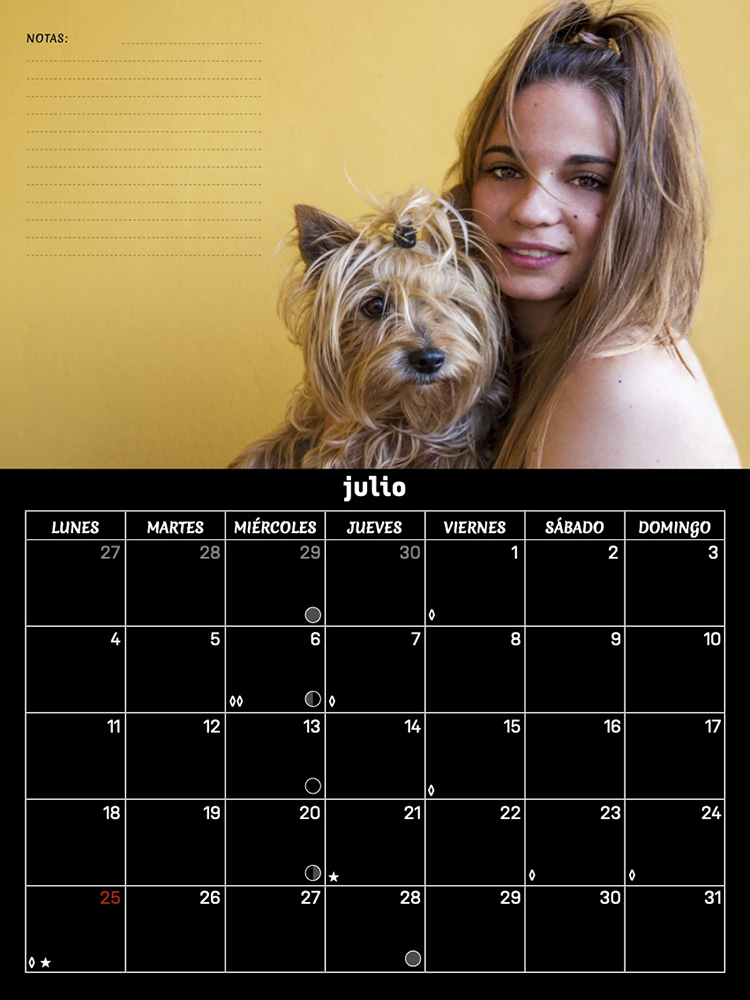 NOTAS:
julio
LUNES MARTES MIÉRCOLES JUEVES VIERNES SÁBADO DOMINGO
27 28 29 30 1 2 3
4 5 6 7 8 9 10
11 12 13 14 15 16 17
18 19 20 21 22 23 24
25 26 27 28 29 30 31